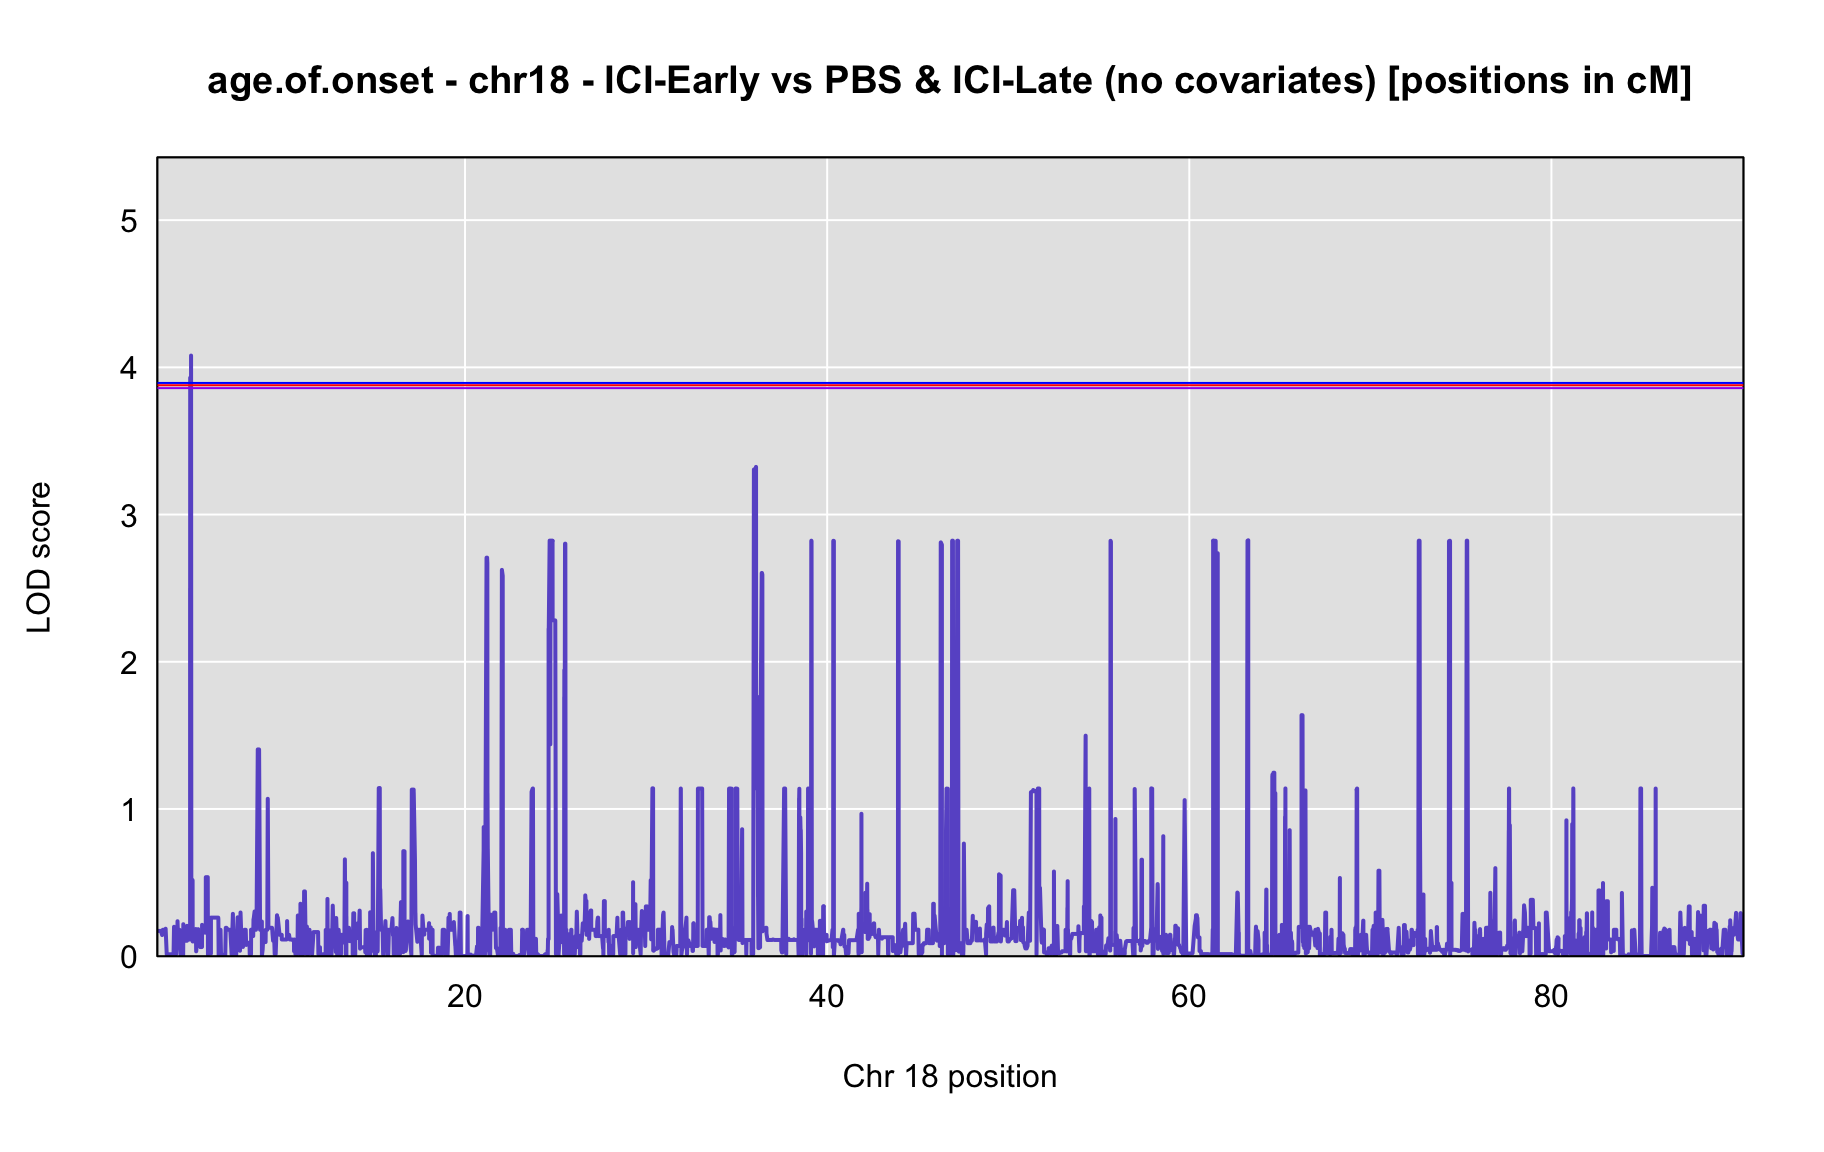 age.of.onset - chr18 - ICI-Early vs PBS & ICI-Late (no covariates) [positions in cM]
5
4
3
2
1
0
LOD score
20 40 60 80
Chr 18 position